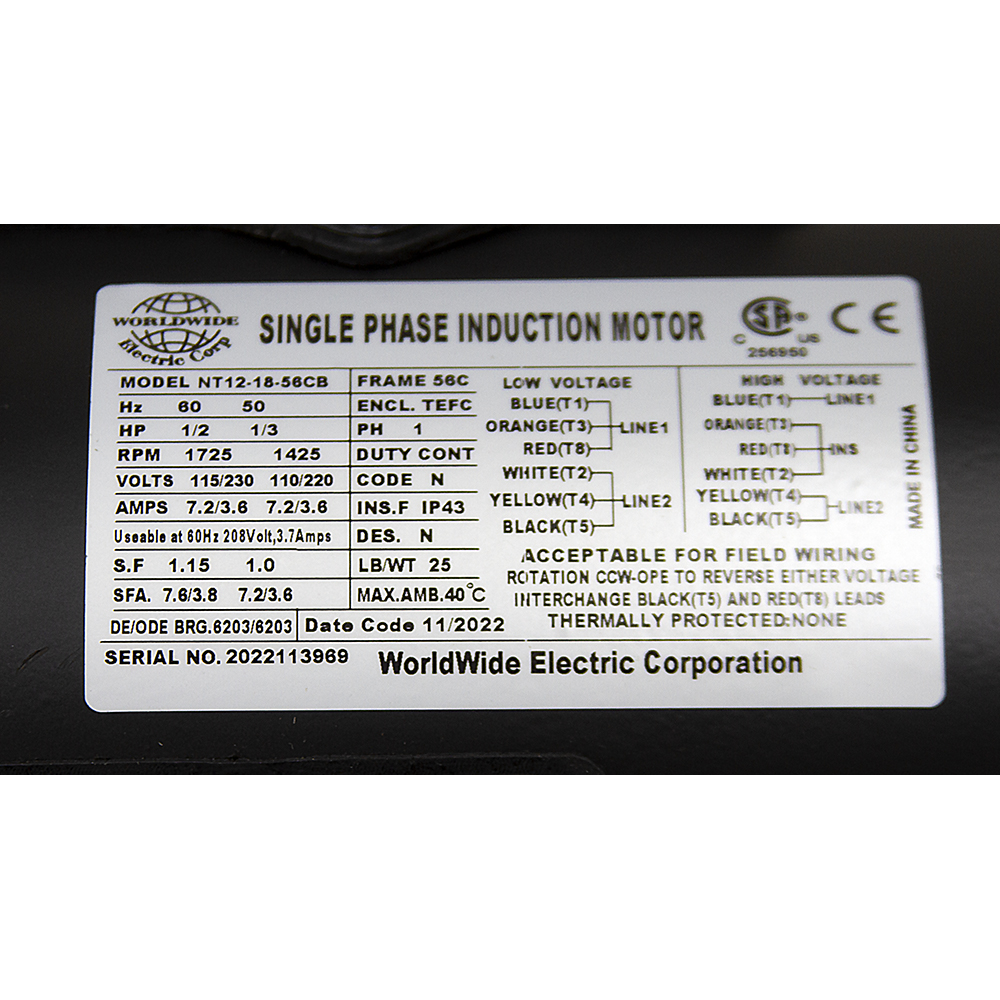 WORLDWIDE
Electric Corp
SINGLE PHASE INDUCTION MOTOR
SA ®
C US
256950
CE
MODEL NT12-18-56CB
FRAME 56C
Hz 60 50
ENCL. TEFC
HP 1/2 1/3
PH 1
RPM 1725 1425
DUTY CONT
VOLTS 115/230 110/220
CODE N
AMPS 7.2/3.6 7.2/3.6
INS.F IP43
Useable at 60Hz 208Volt,3.7Amps
DES. N
S.F 1.15 1.0
LB/WT 25
SFA. 7.6/3.8 7.2/3.6
MAX.AMB.40°C
DE/ODE BRG.6203/6203
Date Code 11/2022
SERIAL NO. 2022113969
LOW VOLTAGE
BLUE(T1)
ORANGE(T3) LINE1
RED(T8)
WHITE(T2)
YELLOW(T4) LINE2
BLACK(T5)
HIGH VOLTAGE
BLUE(T1) LINE1
ORANGE(T3)
RED(T8) INS
WHITE(T2)
YELLOW(T4)
LINE2
BLACK(T5)
MADE IN CHINA
ACCEPTABLE FOR FIELD WIRING
ROTATION CCW-OPE TO REVERSE EITHER VOLTAGE
INTERCHANGE BLACK(T5) AND RED(T8) LEADS
THERMALLY PROTECTED:NONE
WorldWide Electric Corporation